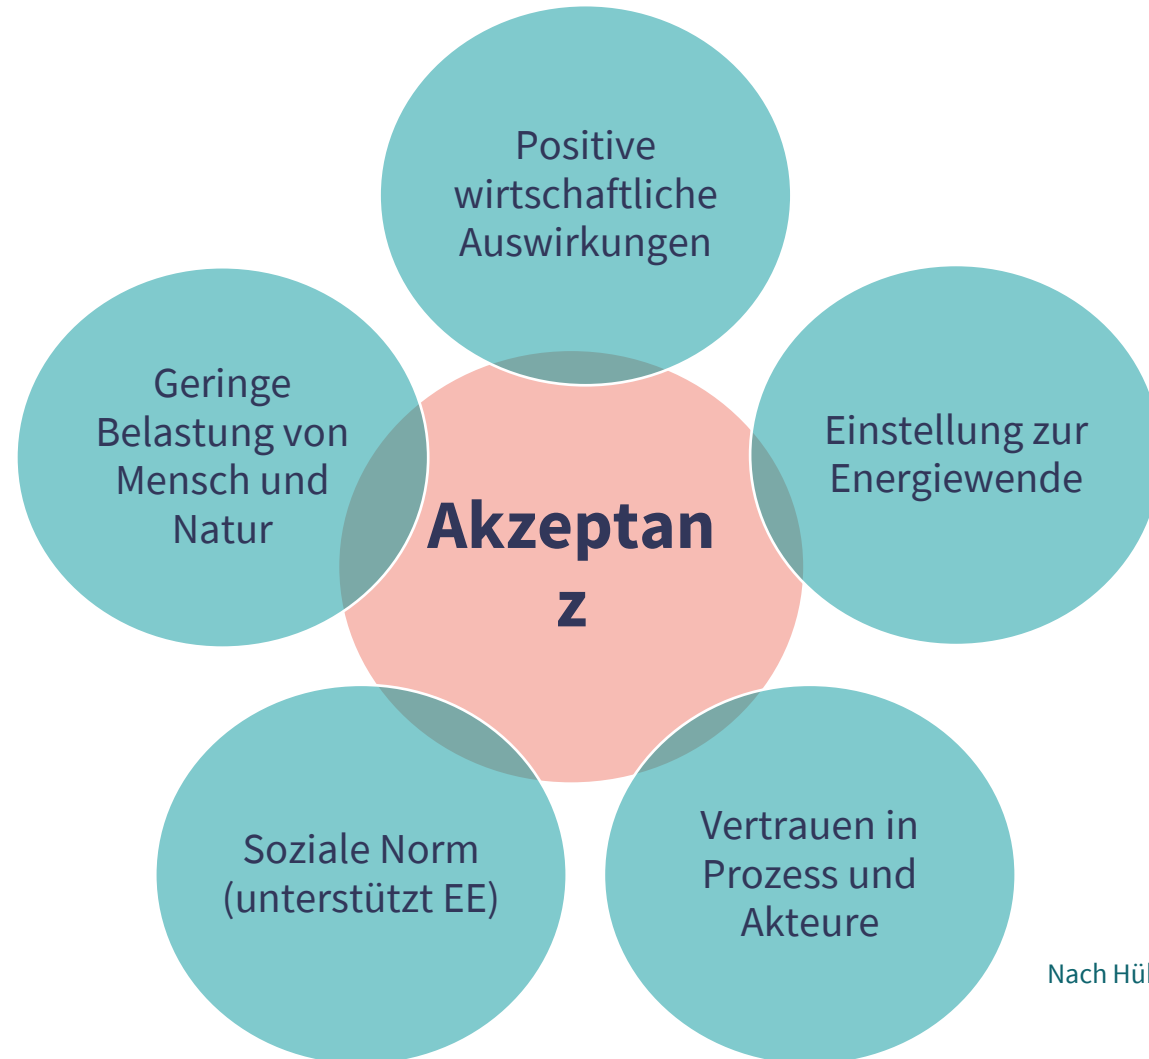 Positive
wirtschaftliche
Auswirkungen
Geringe
Belastung von
Mensch und
Natur
Einstellung zur
Energiewende
Akzeptan
z
Soziale Norm
(unterstützt EE)
Vertrauen in
Prozess und
Akteure
Nach